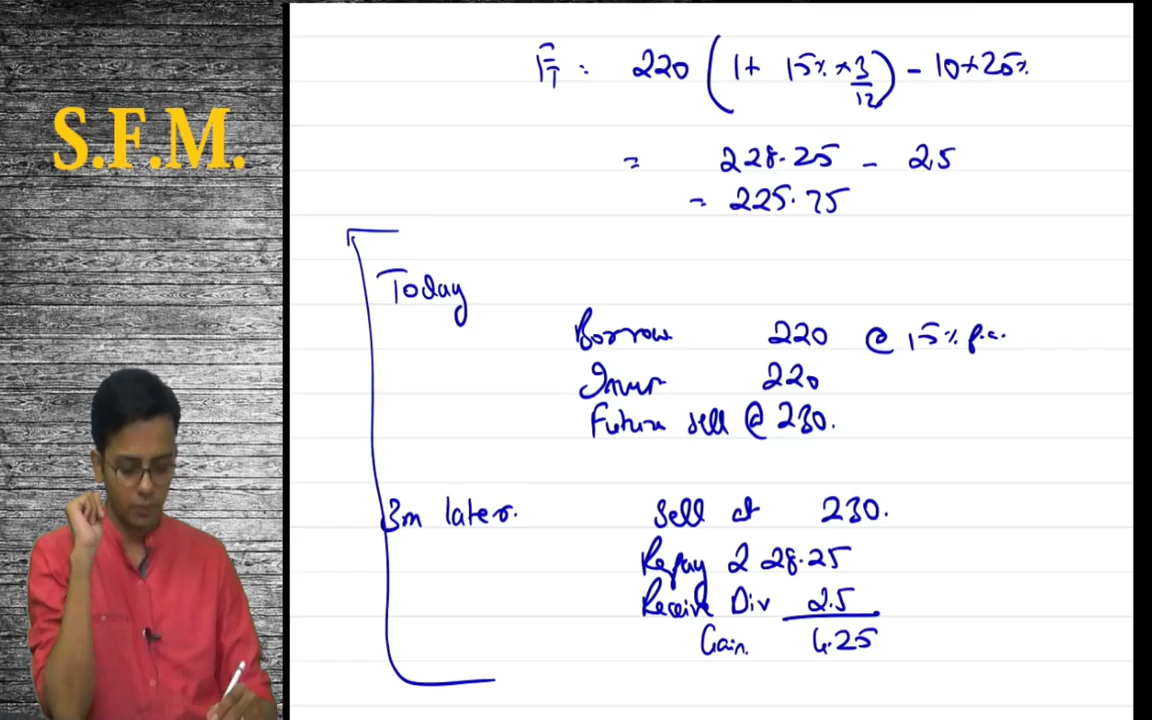 S.F.M.
F̄T : 220 (1 + 15% × 3/12) - 10 × 25%
= 228.25 - 2.5
= 225.75
Today
Borrow 220 @ 15% p.a.
Invest 220
Future sell @ 230.
3m later.
Sell at 230.
Repay 228.25
Receive Div 2.5
Gain. 4.25